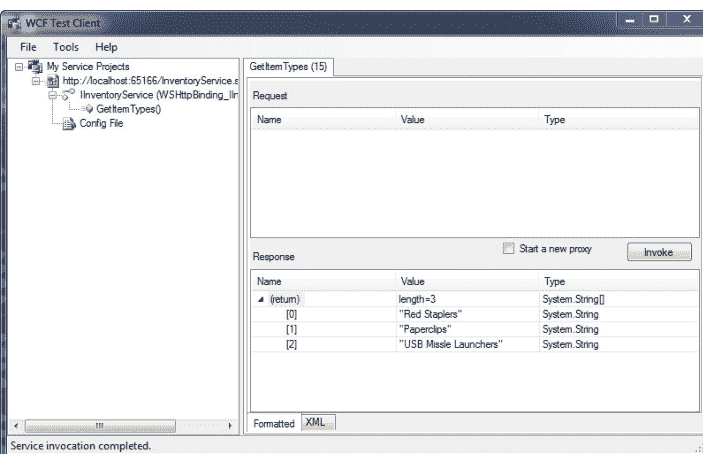 WCF Test Client
File Tools Help
My Service Projects
http://localhost:65166/InventoryService.s
IInventoryService (WSHttpBinding_IIn
GetItemTypes()
Config File
GetItemTypes (15)
Request
Name Value Type
Start a new proxy Invoke
Response
Name Value Type
(return) length=3 System.String[]
[0] "Red Staplers" System.String
[1] "Paperclips" System.String
[2] "USB Missle Launchers" System.String
Formatted XML
Service invocation completed.